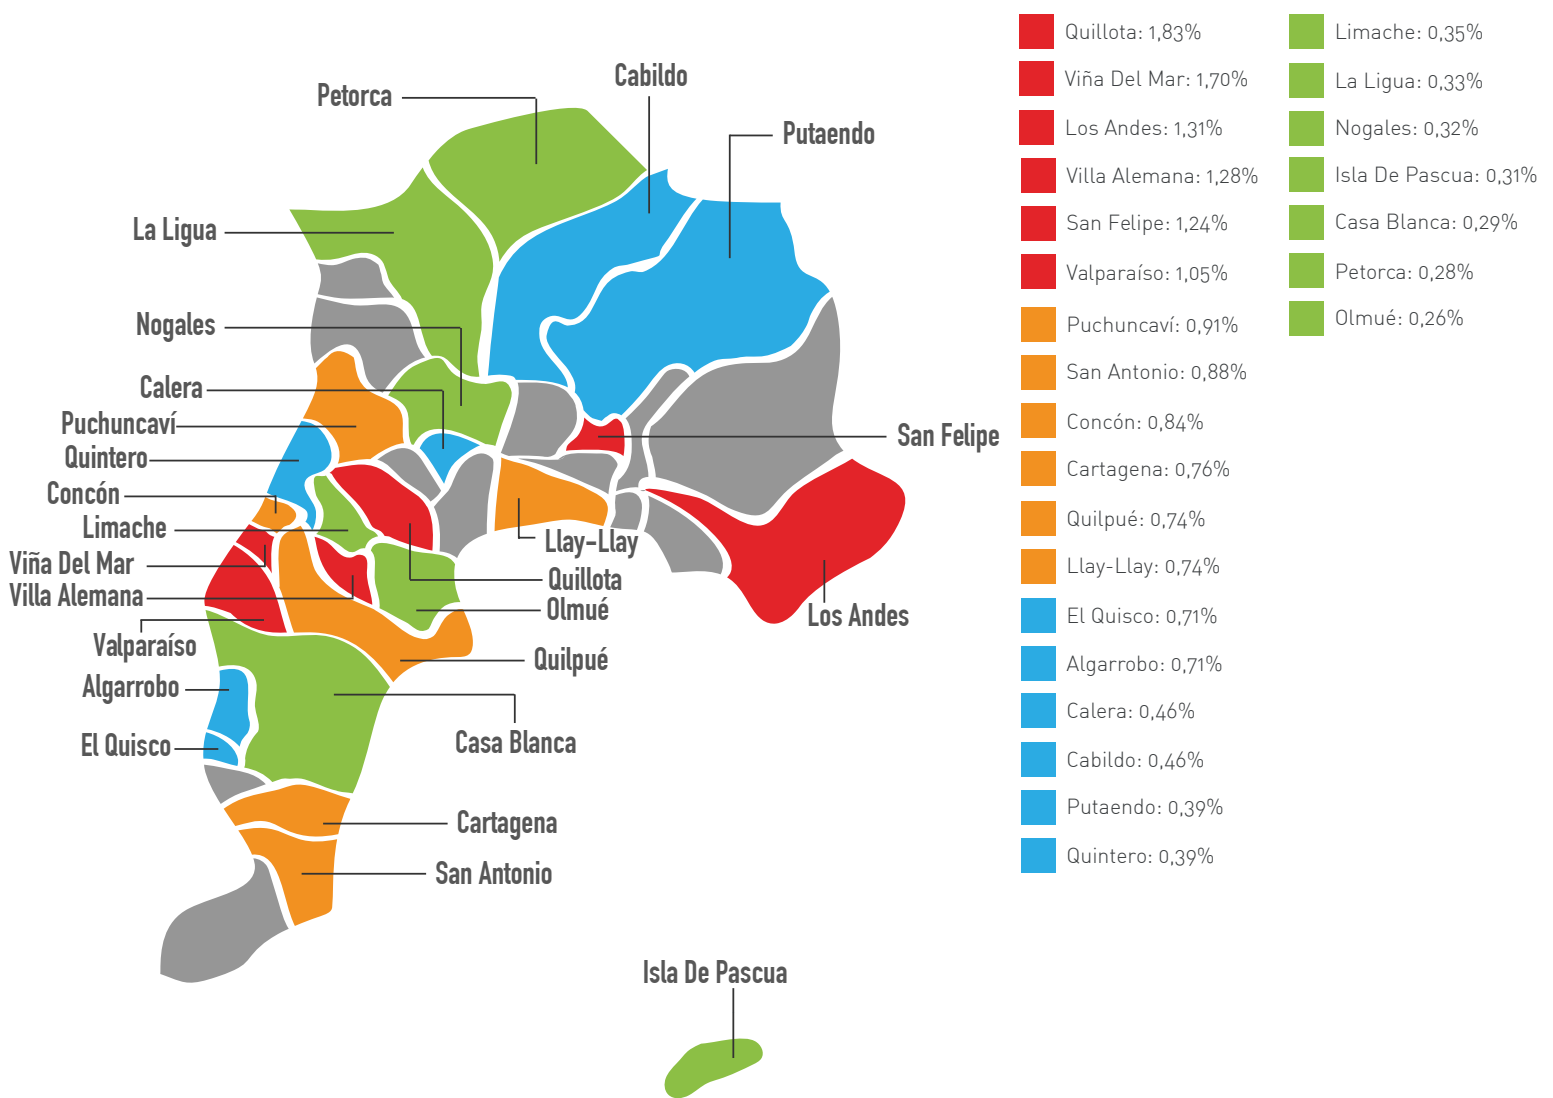 Petorca
Cabildo
Putaendo
La Ligua
Nogales
Calera
Puchuncaví
Quintero
Concón
Limache
Viña Del Mar
Villa Alemana
Valparaíso
Algarrobo
El Quisco
San Felipe
Llay-Llay
Quillota
Olmué
Los Andes
Quilpué
Casa Blanca
Cartagena
San Antonio
Isla De Pascua
Quillota: 1,83%
Viña Del Mar: 1,70%
Los Andes: 1,31%
Villa Alemana: 1,28%
San Felipe: 1,24%
Valparaíso: 1,05%
Puchuncaví: 0,91%
San Antonio: 0,88%
Concón: 0,84%
Cartagena: 0,76%
Quilpué: 0,74%
Llay-Llay: 0,74%
El Quisco: 0,71%
Algarrobo: 0,71%
Calera: 0,46%
Cabildo: 0,46%
Putaendo: 0,39%
Quintero: 0,39%
Limache: 0,35%
La Ligua: 0,33%
Nogales: 0,32%
Isla De Pascua: 0,31%
Casa Blanca: 0,29%
Petorca: 0,28%
Olmué: 0,26%